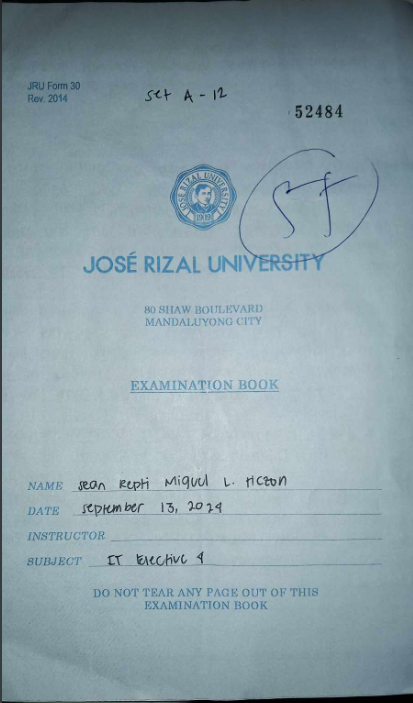 JRU Form 30
Rev. 2014
set A - 12
52484
JOSÉ RIZAL UNIVERSITY
1919
JOSÉ RIZAL UNIVERSITY
80 SHAW BOULEVARD
MANDALUYONG CITY
EXAMINATION BOOK
NAME Sean Repti Miguel L. Ticzon
DATE September 13, 2024
INSTRUCTOR
SUBJECT IT Elective 4
DO NOT TEAR ANY PAGE OUT OF THIS
EXAMINATION BOOK